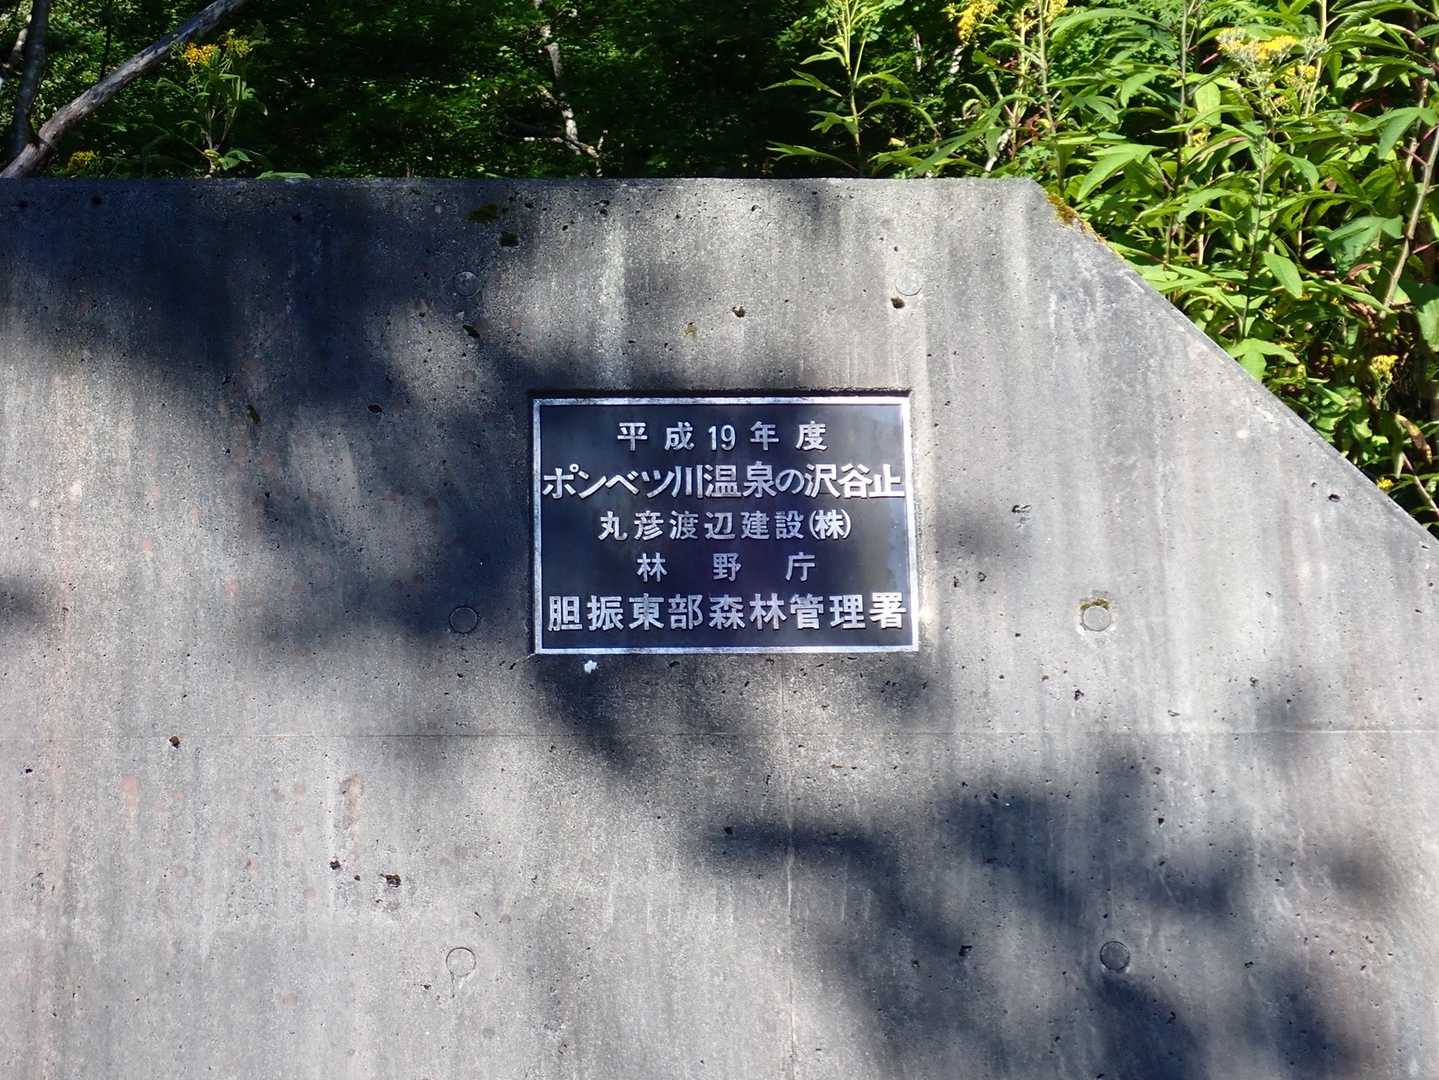 平成19年度
ポンベツ川温泉の沢谷止
丸彦渡辺建設(株)
林野庁
胆振東部森林管理署